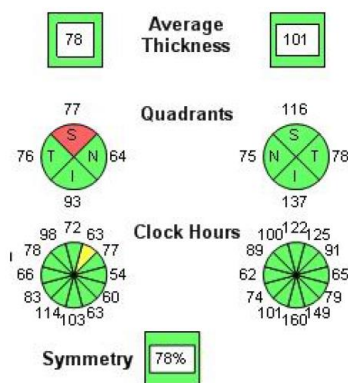 78 Average Thickness 101
77 Quadrants 116
S S
76 T N 64 75 N T 78
I I
93 137
Clock Hours
98 72 63 100 122 125
78 77 89 91
66 54 62 65
83 60 74 79
114 103 63 101 160 149
Symmetry 78%